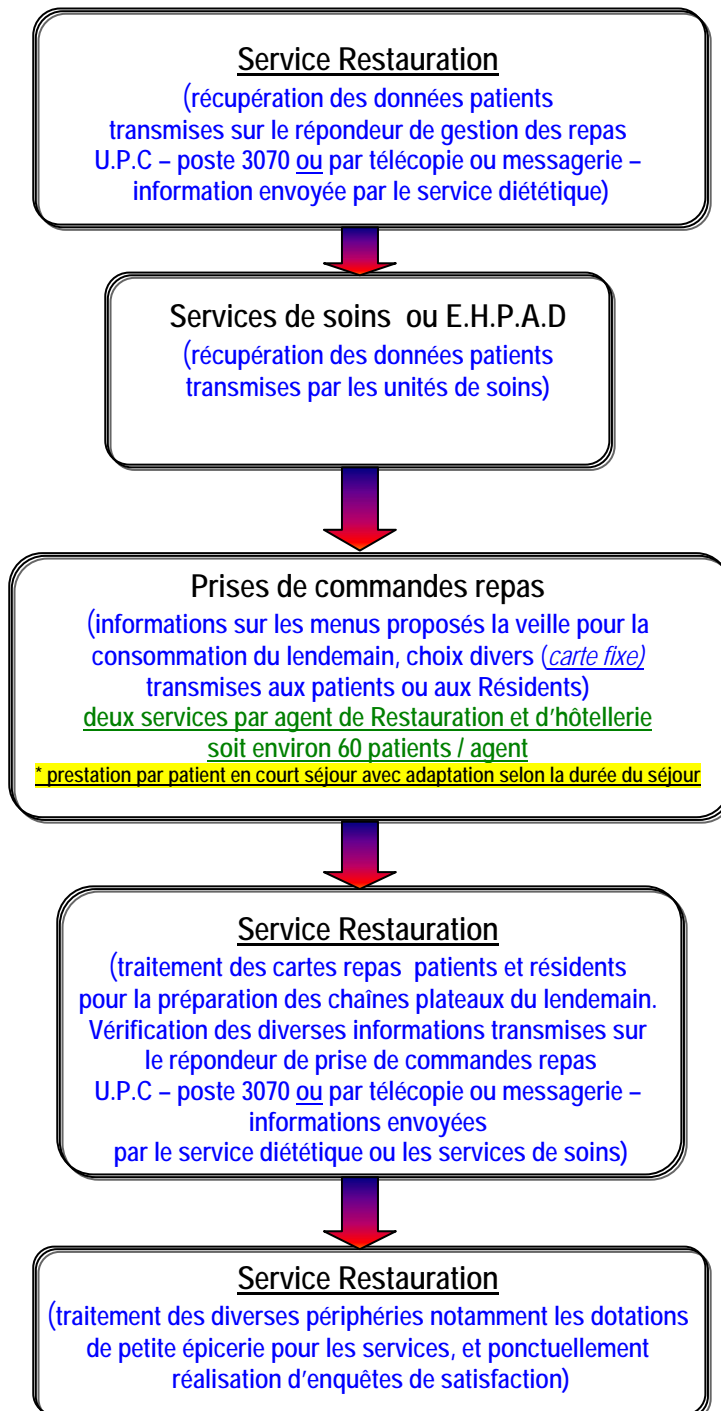 Service Restauration
(récupération des données patients
transmises sur le répondeur de gestion des repas
U.P.C – poste 3070 ou par télécopie ou messagerie –
information envoyée par le service diététique)
Services de soins ou E.H.P.A.D
(récupération des données patients
transmises par les unités de soins)
Prises de commandes repas
(informations sur les menus proposés la veille pour la
consommation du lendemain, choix divers (carte fixe)
transmises aux patients ou aux Résidents)
deux services par agent de Restauration et d'hôtellerie
soit environ 60 patients / agent
* prestation par patient en court séjour avec adaptation selon la durée du séjour
Service Restauration
(traitement des cartes repas patients et résidents
pour la préparation des chaînes plateaux du lendemain.
Vérification des diverses informations transmises sur
le répondeur de prise de commandes repas
U.P.C – poste 3070 ou par télécopie ou messagerie –
informations envoyées
par le service diététique ou les services de soins)
Service Restauration
(traitement des diverses périphéries notamment les dotations
de petite épicerie pour les services, et ponctuellement
réalisation d'enquêtes de satisfaction)